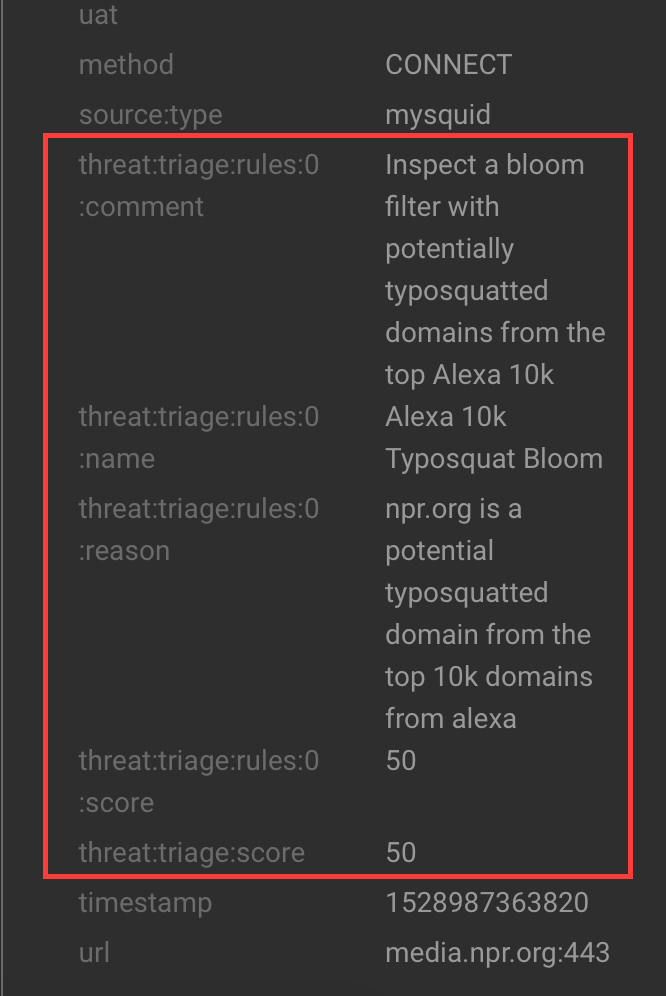 uat
method CONNECT
source:type mysquid
threat:triage:rules:0 Inspect a bloom
:comment filter with
potentially
typosquatted
domains from the
top Alexa 10k
threat:triage:rules:0 Alexa 10k
:name Typosquat Bloom
threat:triage:rules:0 npr.org is a
:reason potential
typosquatted
domain from the
top 10k domains
from alexa
threat:triage:rules:0 50
:score
threat:triage:score 50
timestamp 1528987363820
url media.npr.org:443